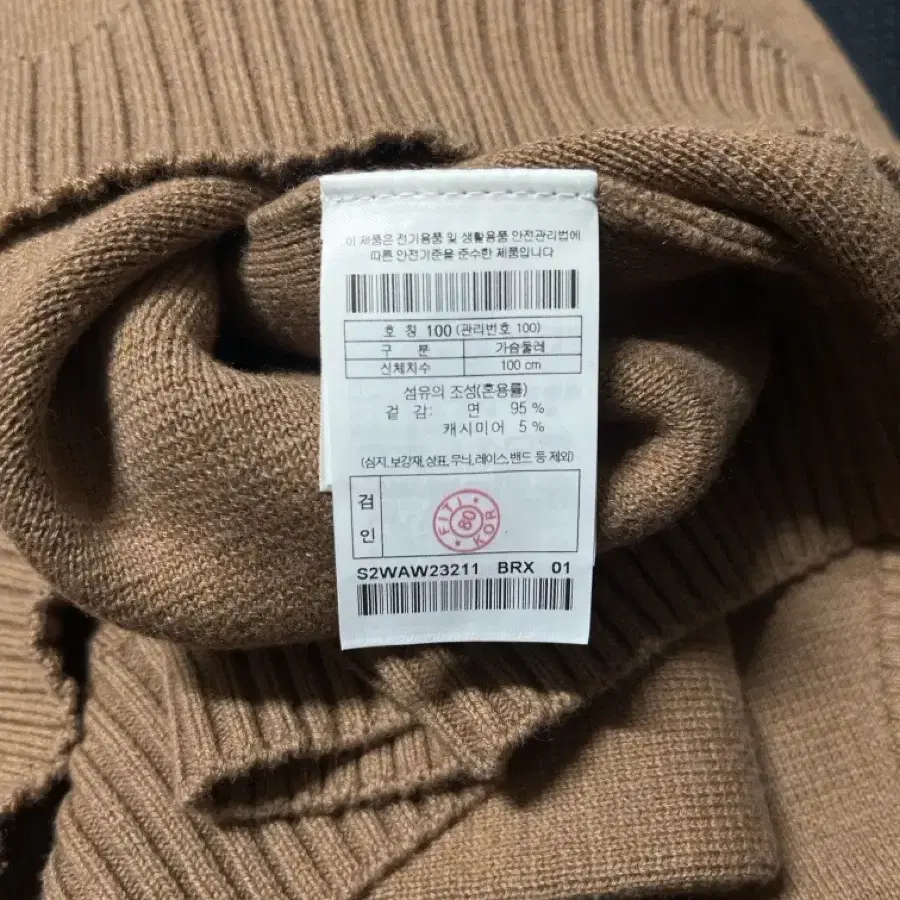 이 제품은 전기용품 및 생활용품 안전관리법에
따른 안전기준을 준수한 제품입니다
호 칭 100 (관리번호 100)
구 분 가슴둘레
신체치수 100 cm
섬유의 조성(혼용률)
겉 감: 면 95 %
캐시미어 5 %
(심지,보강재,상표,무늬,레이스,밴드 등 제외)
검
인
FITI
80
KOR
S2WAW23211 BRX 01